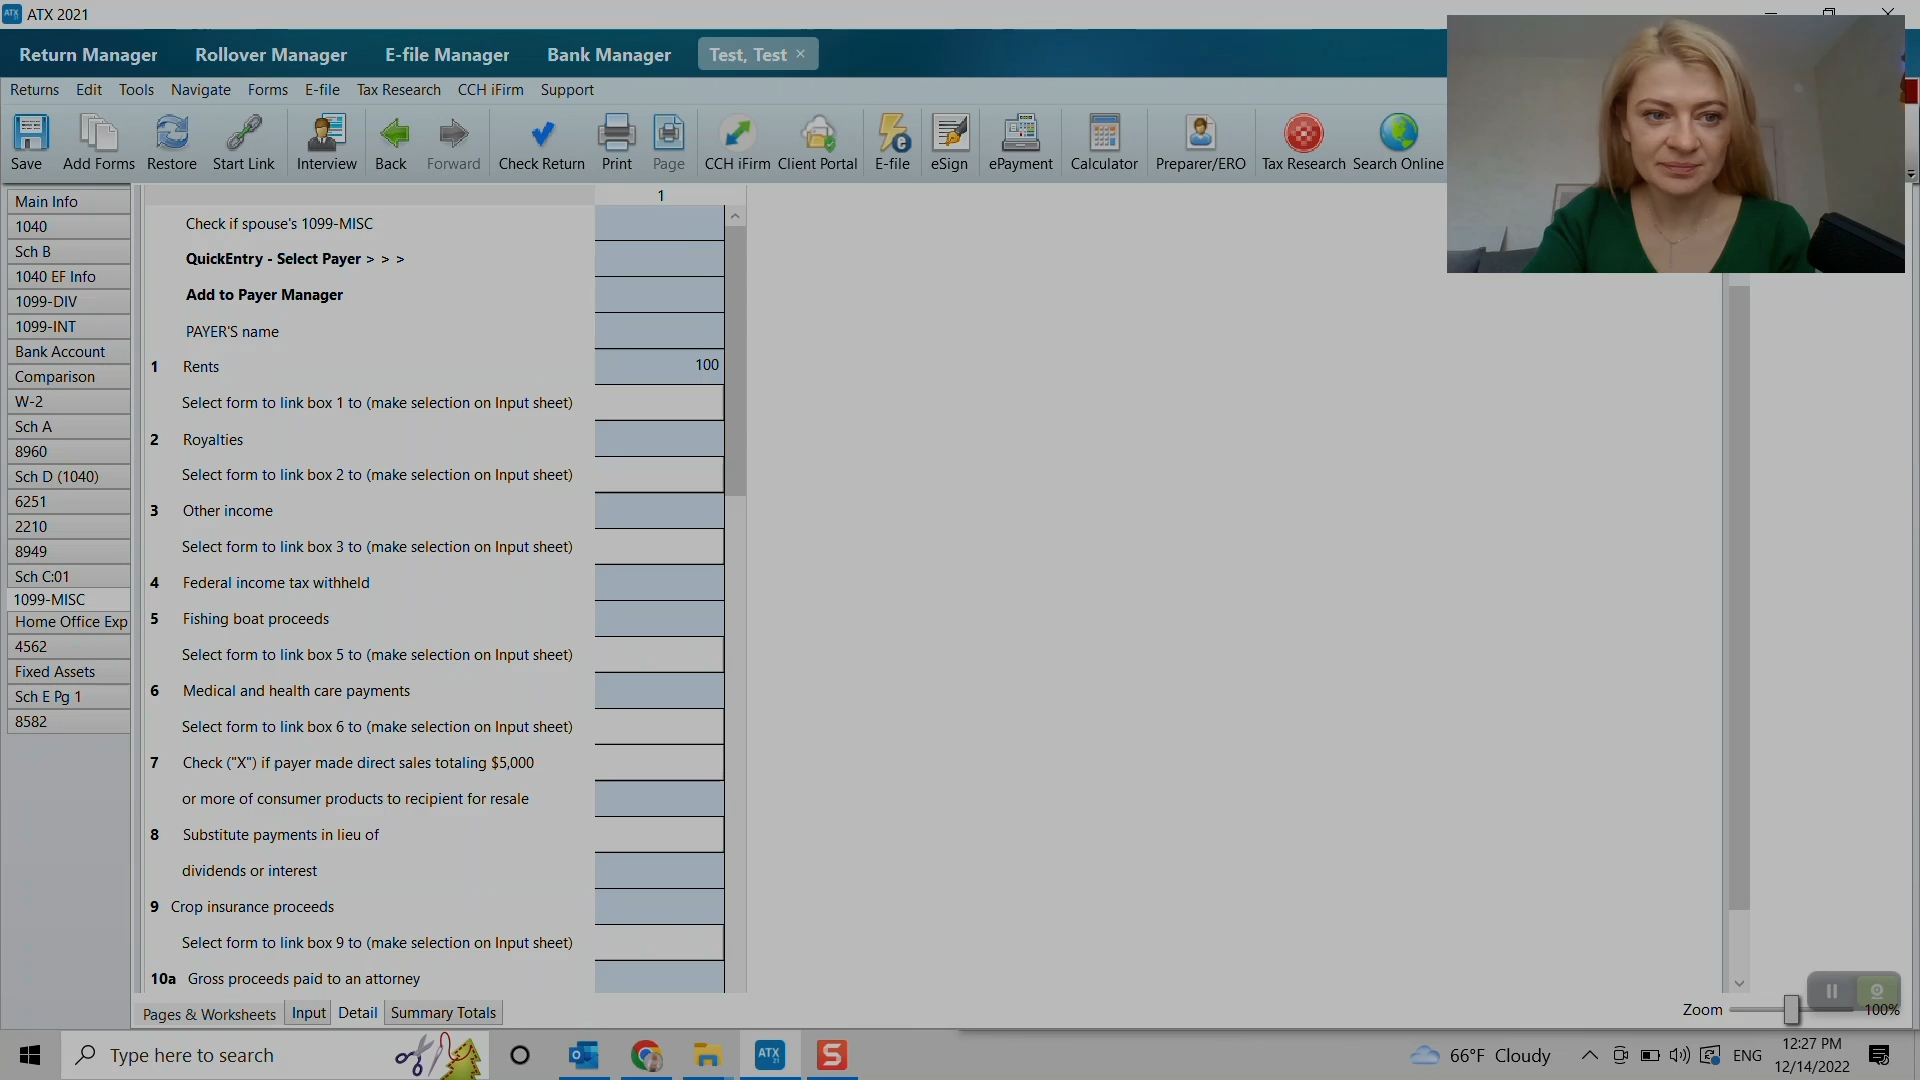 ATX 2021
Return Manager Rollover Manager E-file Manager Bank Manager Test, Test ×
Returns Edit Tools Navigate Forms E-file Tax Research CCH iFirm Support
Save Add Forms Restore Start Link Interview Back Forward Check Return Print Page CCH iFirm Client Portal E-file eSign ePayment Calculator Preparer/ERO Tax Research Search Online
Main Info
1040
Sch B
1040 EF Info
1099-DIV
1099-INT
Bank Account
Comparison
W-2
Sch A
8960
Sch D (1040)
6251
2210
8949
Sch C:01
1099-MISC
Home Office Exp
4562
Fixed Assets
Sch E Pg 1
8582
1
Check if spouse's 1099-MISC
QuickEntry - Select Payer > > >
Add to Payer Manager
PAYER'S name
1 Rents 100
Select form to link box 1 to (make selection on Input sheet)
2 Royalties
Select form to link box 2 to (make selection on Input sheet)
3 Other income
Select form to link box 3 to (make selection on Input sheet)
4 Federal income tax withheld
5 Fishing boat proceeds
Select form to link box 5 to (make selection on Input sheet)
6 Medical and health care payments
Select form to link box 6 to (make selection on Input sheet)
7 Check ("X") if payer made direct sales totaling $5,000
or more of consumer products to recipient for resale
8 Substitute payments in lieu of
dividends or interest
9 Crop insurance proceeds
Select form to link box 9 to (make selection on Input sheet)
10a Gross proceeds paid to an attorney
Pages & Worksheets Input Detail Summary Totals
Zoom 100%
Type here to search
ATX
21
66°F Cloudy
ENG
12:27 PM
12/14/2022